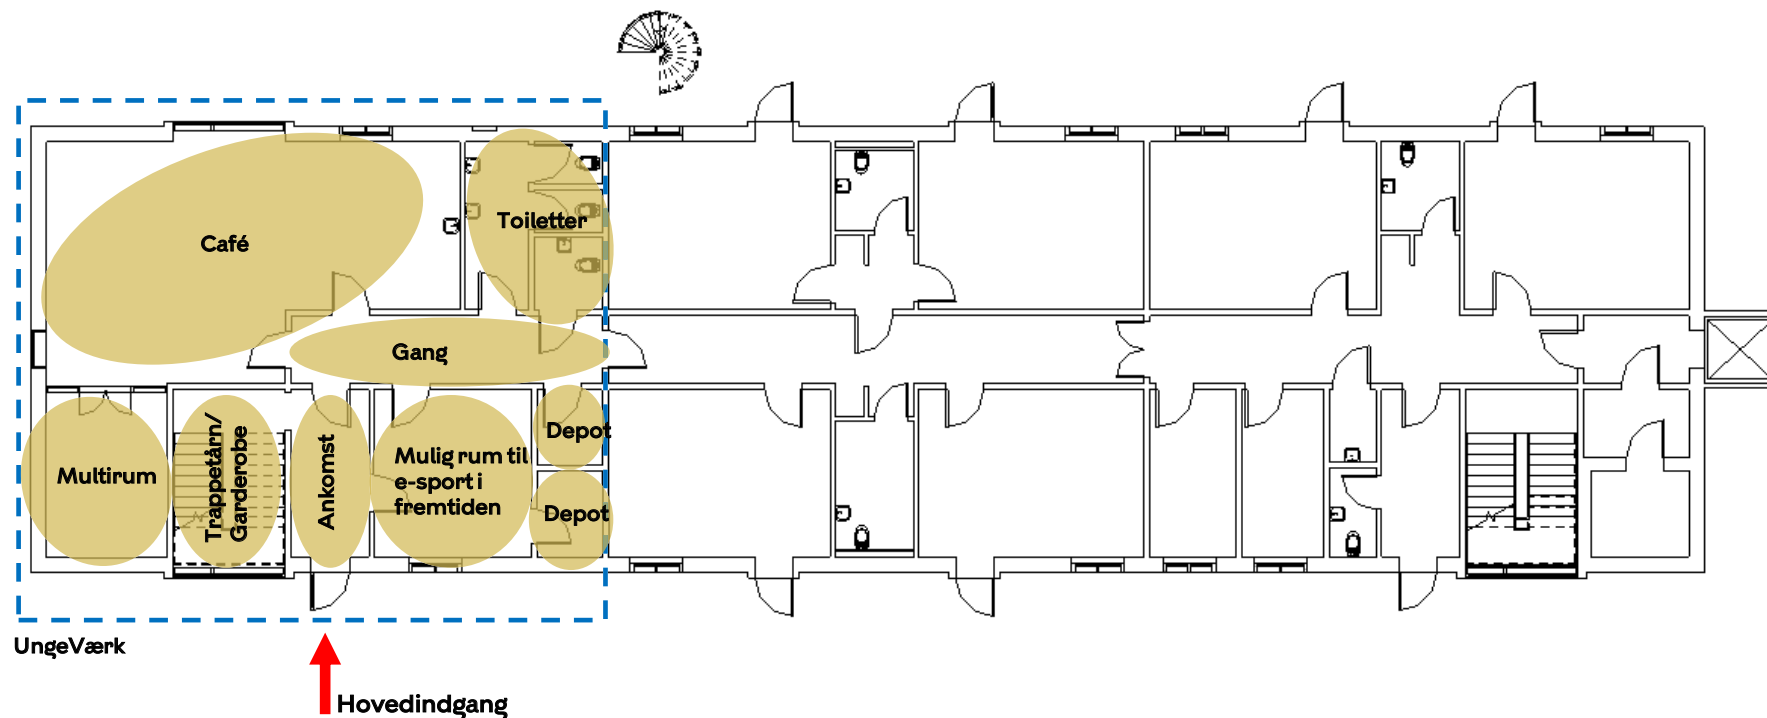 Café
Toiletter
Gang
Multirum
Trappetårn/
Garderobe
Ankomst
Mulig rum til
e-sport i
fremtiden
Depot
Depot
UngeVærk
Hovedindgang